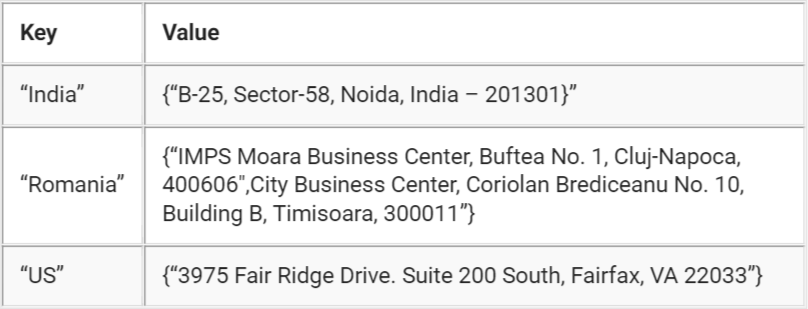 Key Value
“India” {“B-25, Sector-58, Noida, India – 201301}”
{“IMPS Moara Business Center, Buftea No. 1, Cluj-Napoca,
“Romania” 400606",City Business Center, Coriolan Brediceanu No. 10,
Building B, Timisoara, 300011”}
“US” {“3975 Fair Ridge Drive. Suite 200 South, Fairfax, VA 22033”}